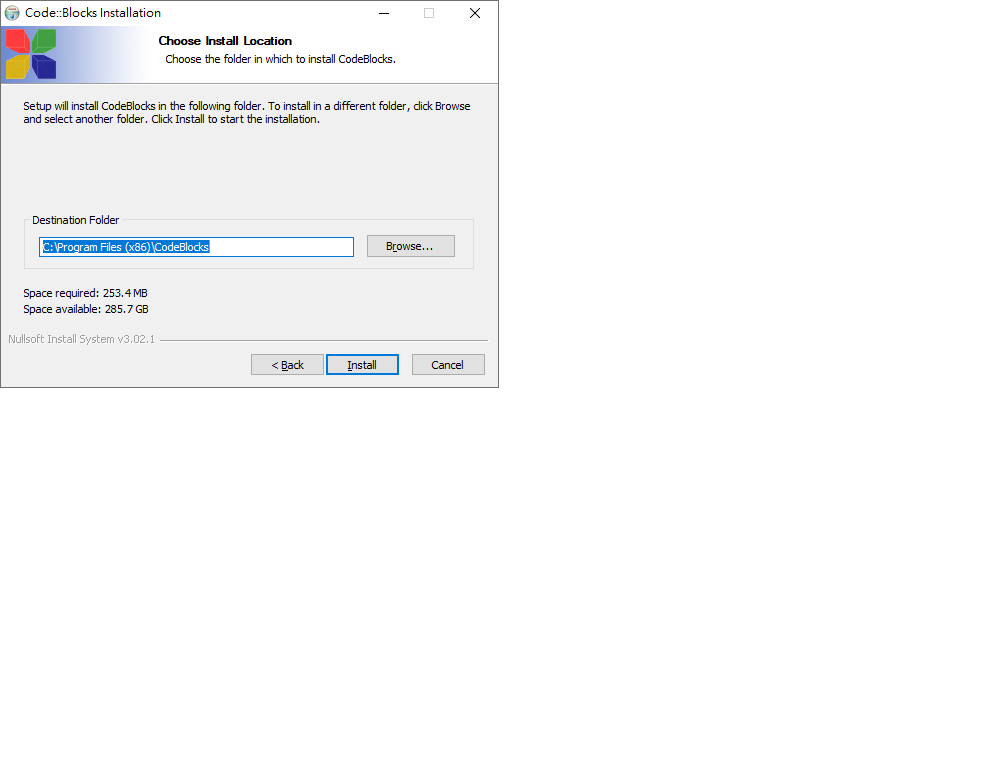 Code::Blocks Installation
Choose Install Location
Choose the folder in which to install CodeBlocks.
Setup will install CodeBlocks in the following folder. To install in a different folder, click Browse
and select another folder. Click Install to start the installation.
Destination Folder
C:\Program Files (x86)\CodeBlocks
Browse...
Space required: 253.4 MB
Space available: 285.7 GB
Nullsoft Install System v3.02.1
< Back
Install
Cancel